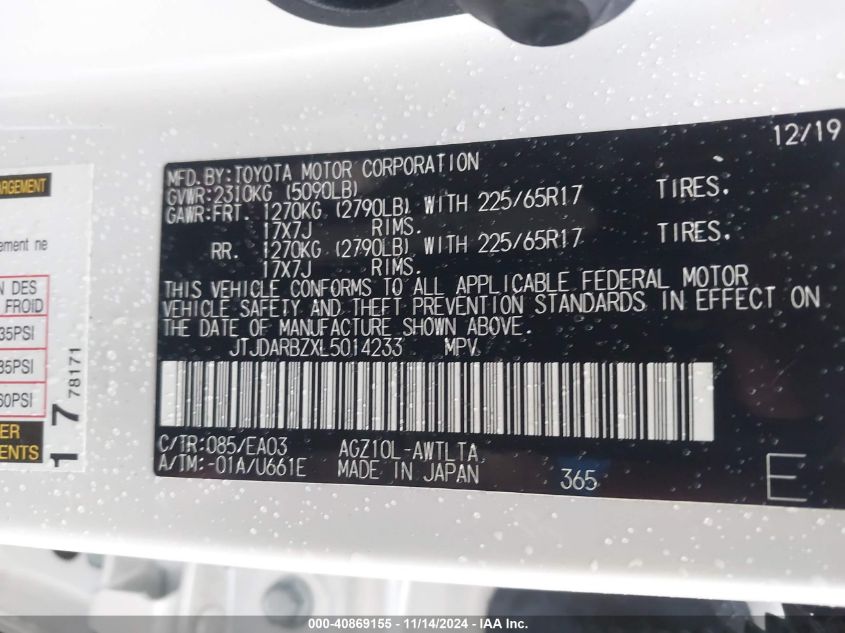 12/19
MFD.BY:TOYOTA MOTOR CORPORATION
GVWR:2310KG (5090LB)
GAWR:FRT. 1270KG (2790LB) WITH 225/65R17 TIRES.
17X7J RIMS.
RR. 1270KG (2790LB) WITH 225/65R17 TIRES.
17X7J RIMS.
THIS VEHICLE CONFORMS TO ALL APPLICABLE FEDERAL MOTOR
VEHICLE SAFETY AND THEFT PREVENTION STANDARDS IN EFFECT ON
THE DATE OF MANUFACTURE SHOWN ABOVE.
JTJDARBZXL5014233 MPV
C/TR:085/EA03 AGZ10L-AWTLTA
A/TM:-01A/U661E MADE IN JAPAN 365 E
ARGEMENT
ement ne
N DES
FROID
35PSI
35PSI
60PSI
ER
MENTS
17 78171
000-40869155 - 11/14/2024 - IAA Inc.